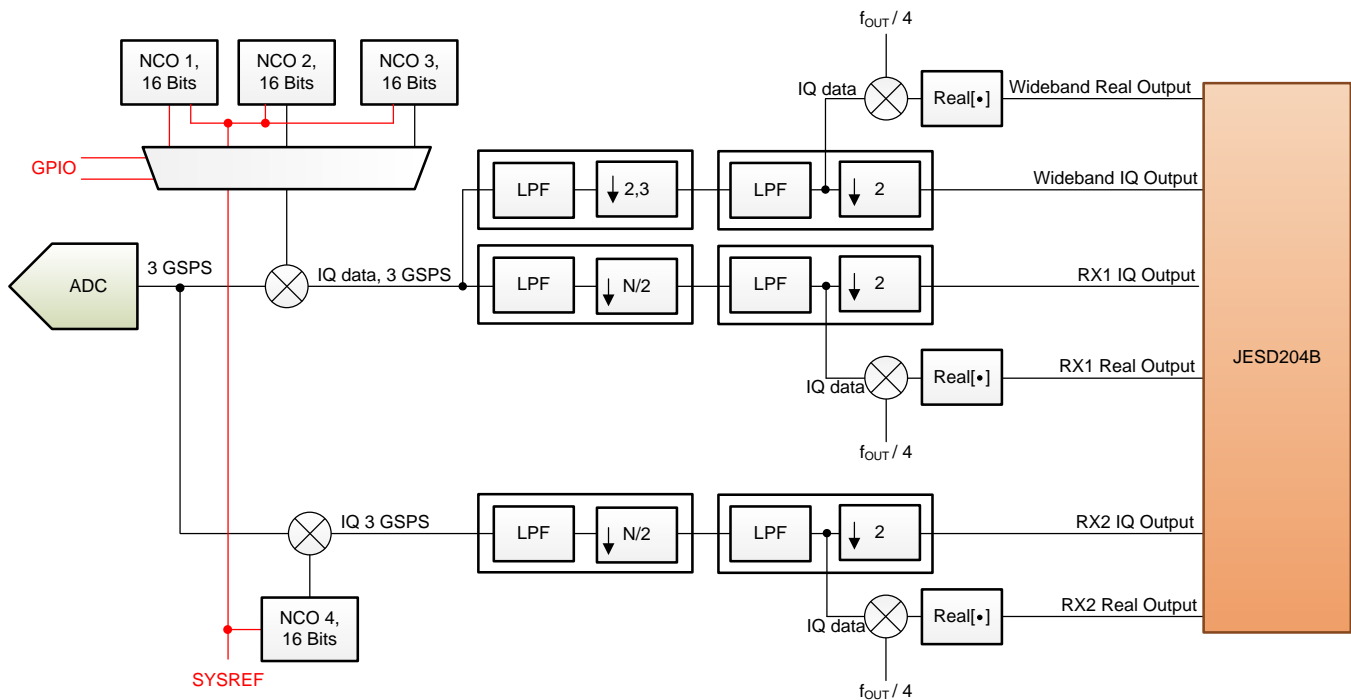 f_OUT / 4
NCO 1,
16 Bits
NCO 2,
16 Bits
NCO 3,
16 Bits
IQ data
Real[•]
Wideband Real Output
GPIO
LPF
2,3
LPF
2
Wideband IQ Output
ADC
3 GSPS
IQ data, 3 GSPS
LPF
N/2
LPF
2
RX1 IQ Output
JESD204B
IQ data
Real[•]
RX1 Real Output
f_OUT / 4
IQ 3 GSPS
LPF
N/2
LPF
2
RX2 IQ Output
NCO 4,
16 Bits
IQ data
Real[•]
RX2 Real Output
SYSREF
f_OUT / 4